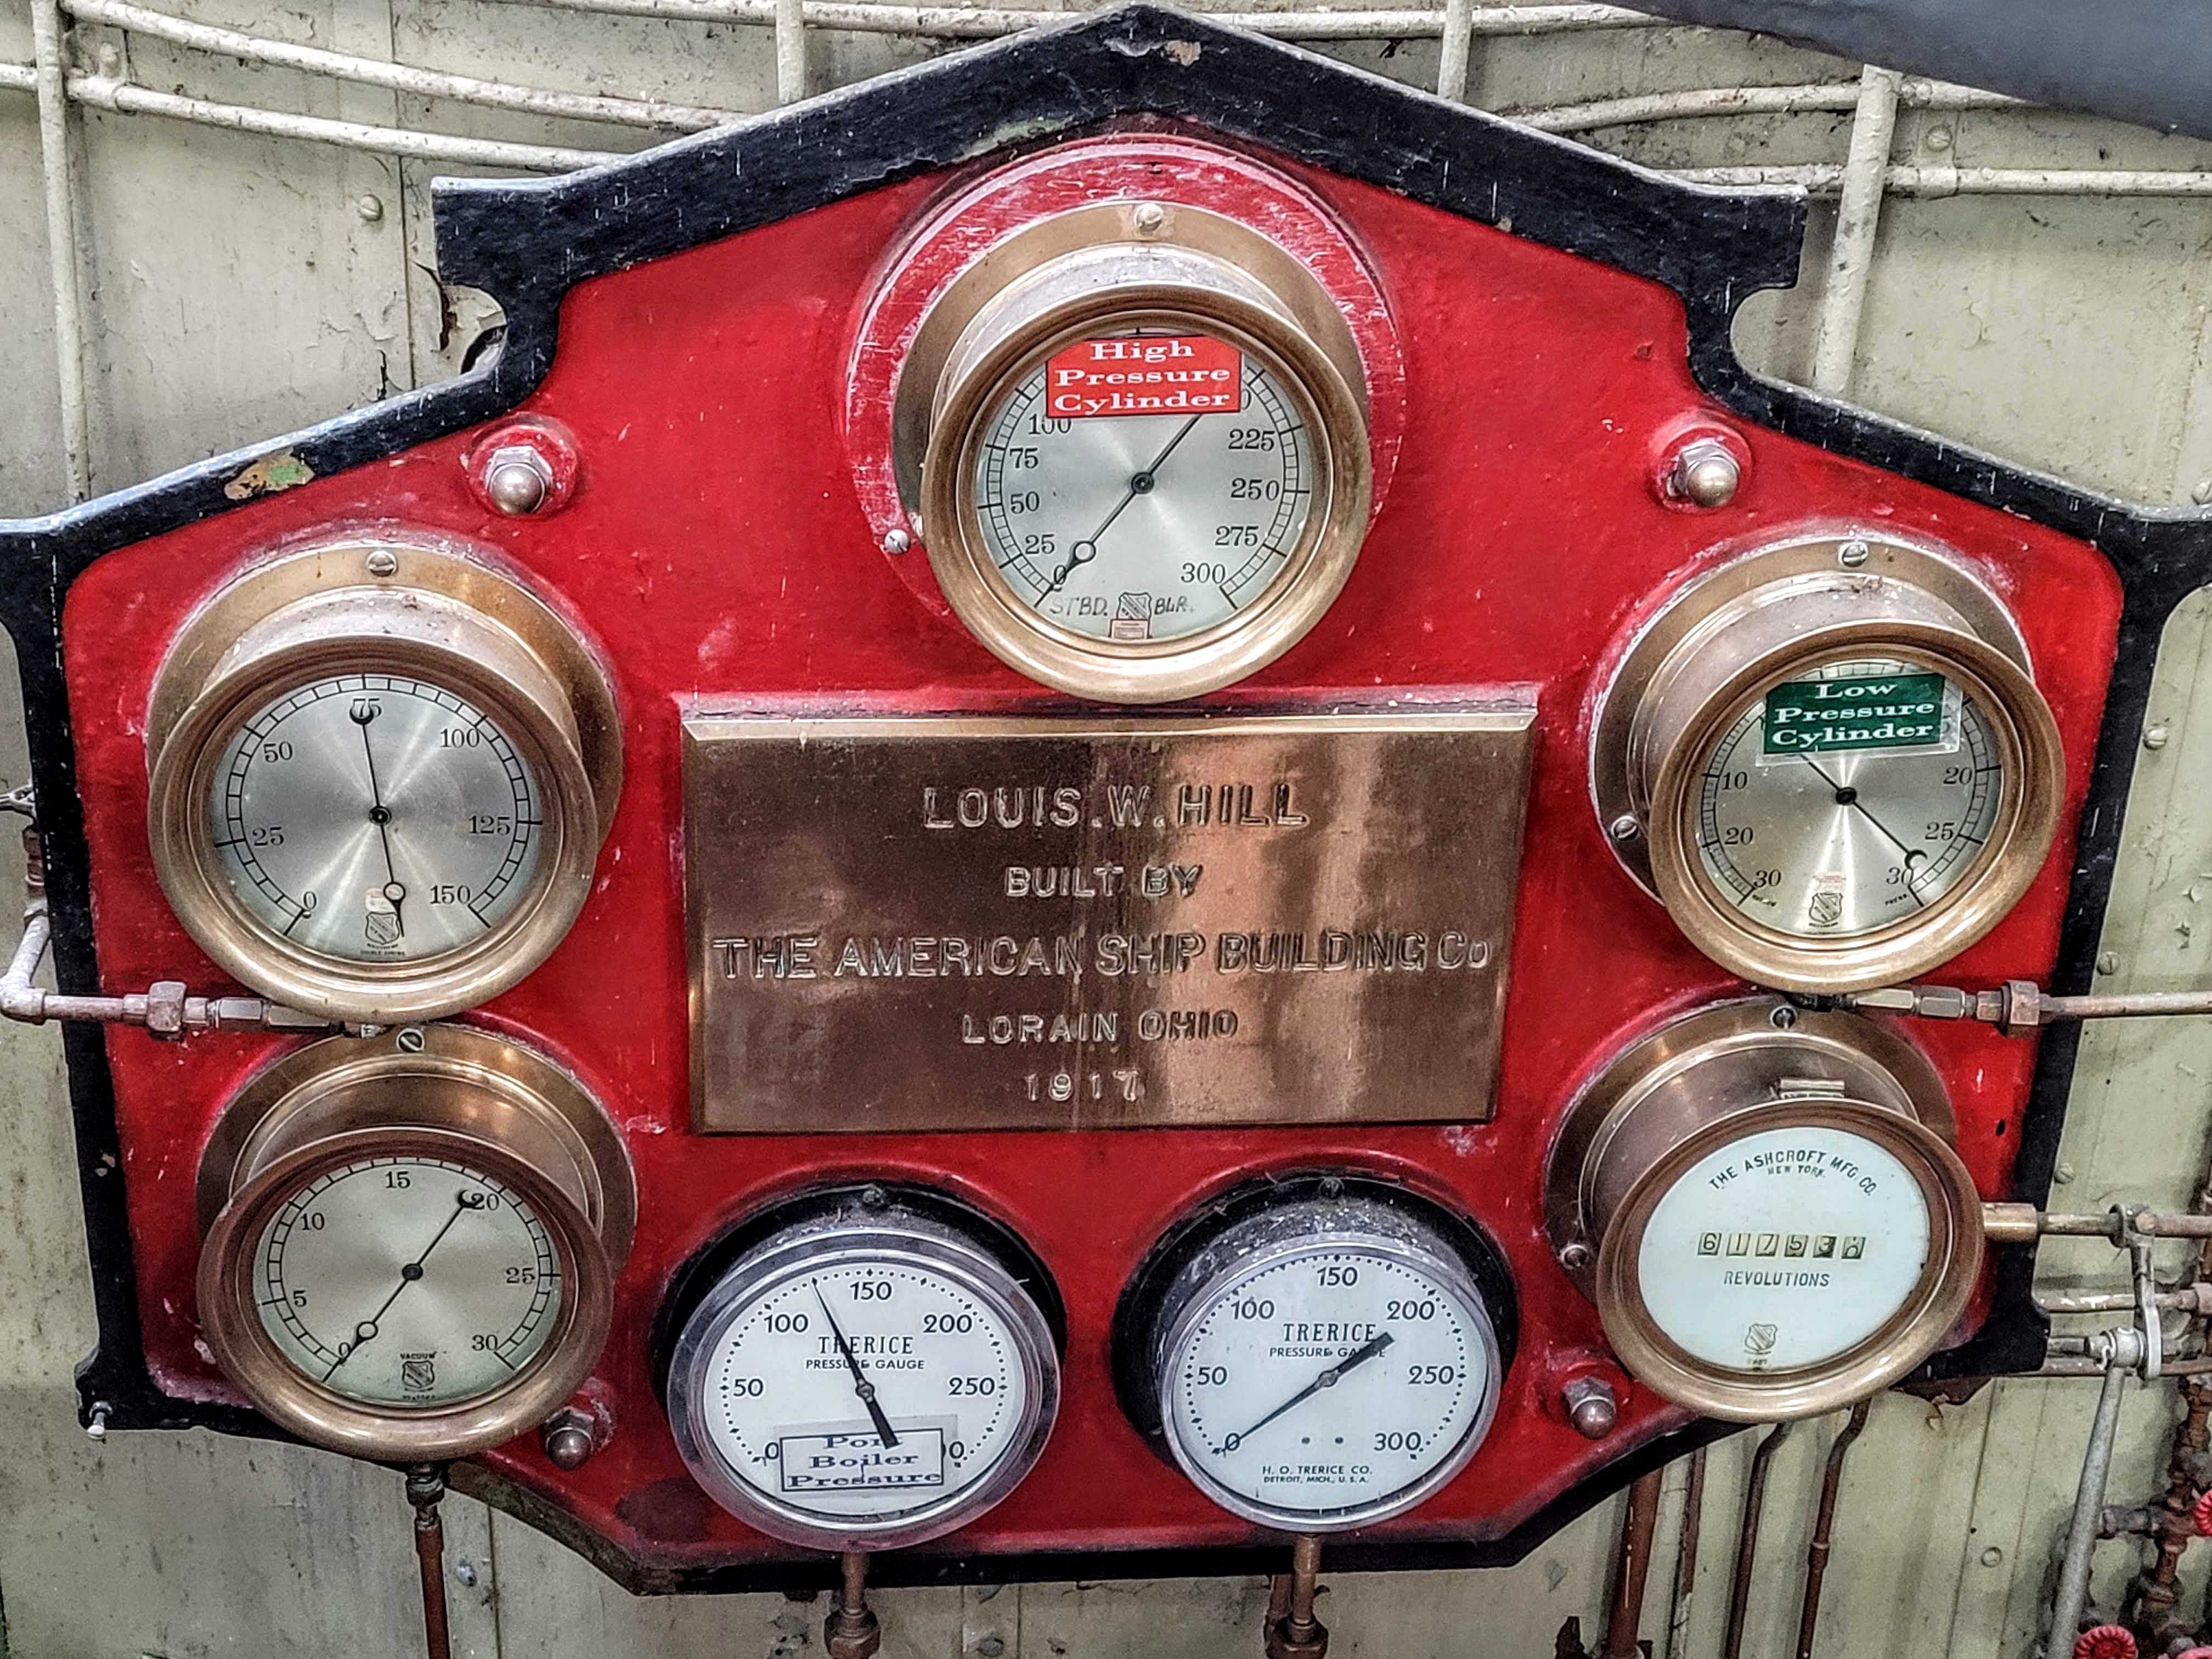 High
Pressure
Cylinder
100
75
50
25
0
225
250
275
300
STBD. BLR.
75
50
100
25
125
0
150
Low
Pressure
Cylinder
10
20
20
25
30
30
LOUIS.W.HILL
BUILT BY
THE AMERICAN SHIP BUILDING Co
LORAIN OHIO
1917
15
10
20
5
25
0
30
VACUUM
150
100
200
TRERICE
PRESSURE GAUGE
50
250
0
Port
Boiler
Pressure
150
100
200
TRERICE
PRESSURE GAUGE
50
250
0
300
H. O. TRERICE CO.
DETROIT, MICH., U. S. A.
THE ASHCROFT MFG. CO.
NEW YORK.
REVOLUTIONS